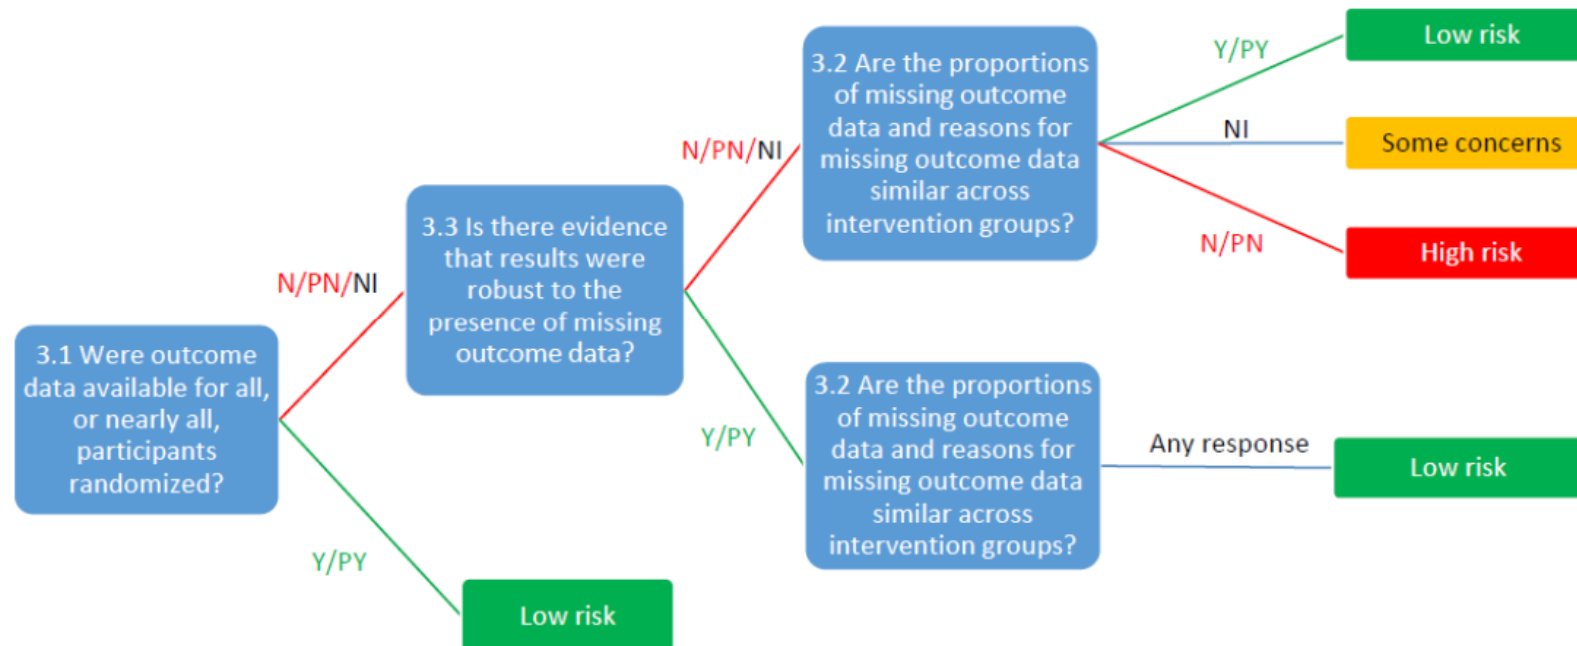 3.1 Were outcome
data available for all,
or nearly all,
participants
randomized?
N/PN/NI
Y/PY
Low risk
3.3 Is there evidence
that results were
robust to the
presence of missing
outcome data?
N/PN/NI
Y/PY
3.2 Are the proportions
of missing outcome
data and reasons for
missing outcome data
similar across
intervention groups?
Y/PY
Low risk
NI
Some concerns
N/PN
High risk
3.2 Are the proportions
of missing outcome
data and reasons for
missing outcome data
similar across
intervention groups?
Any response
Low risk